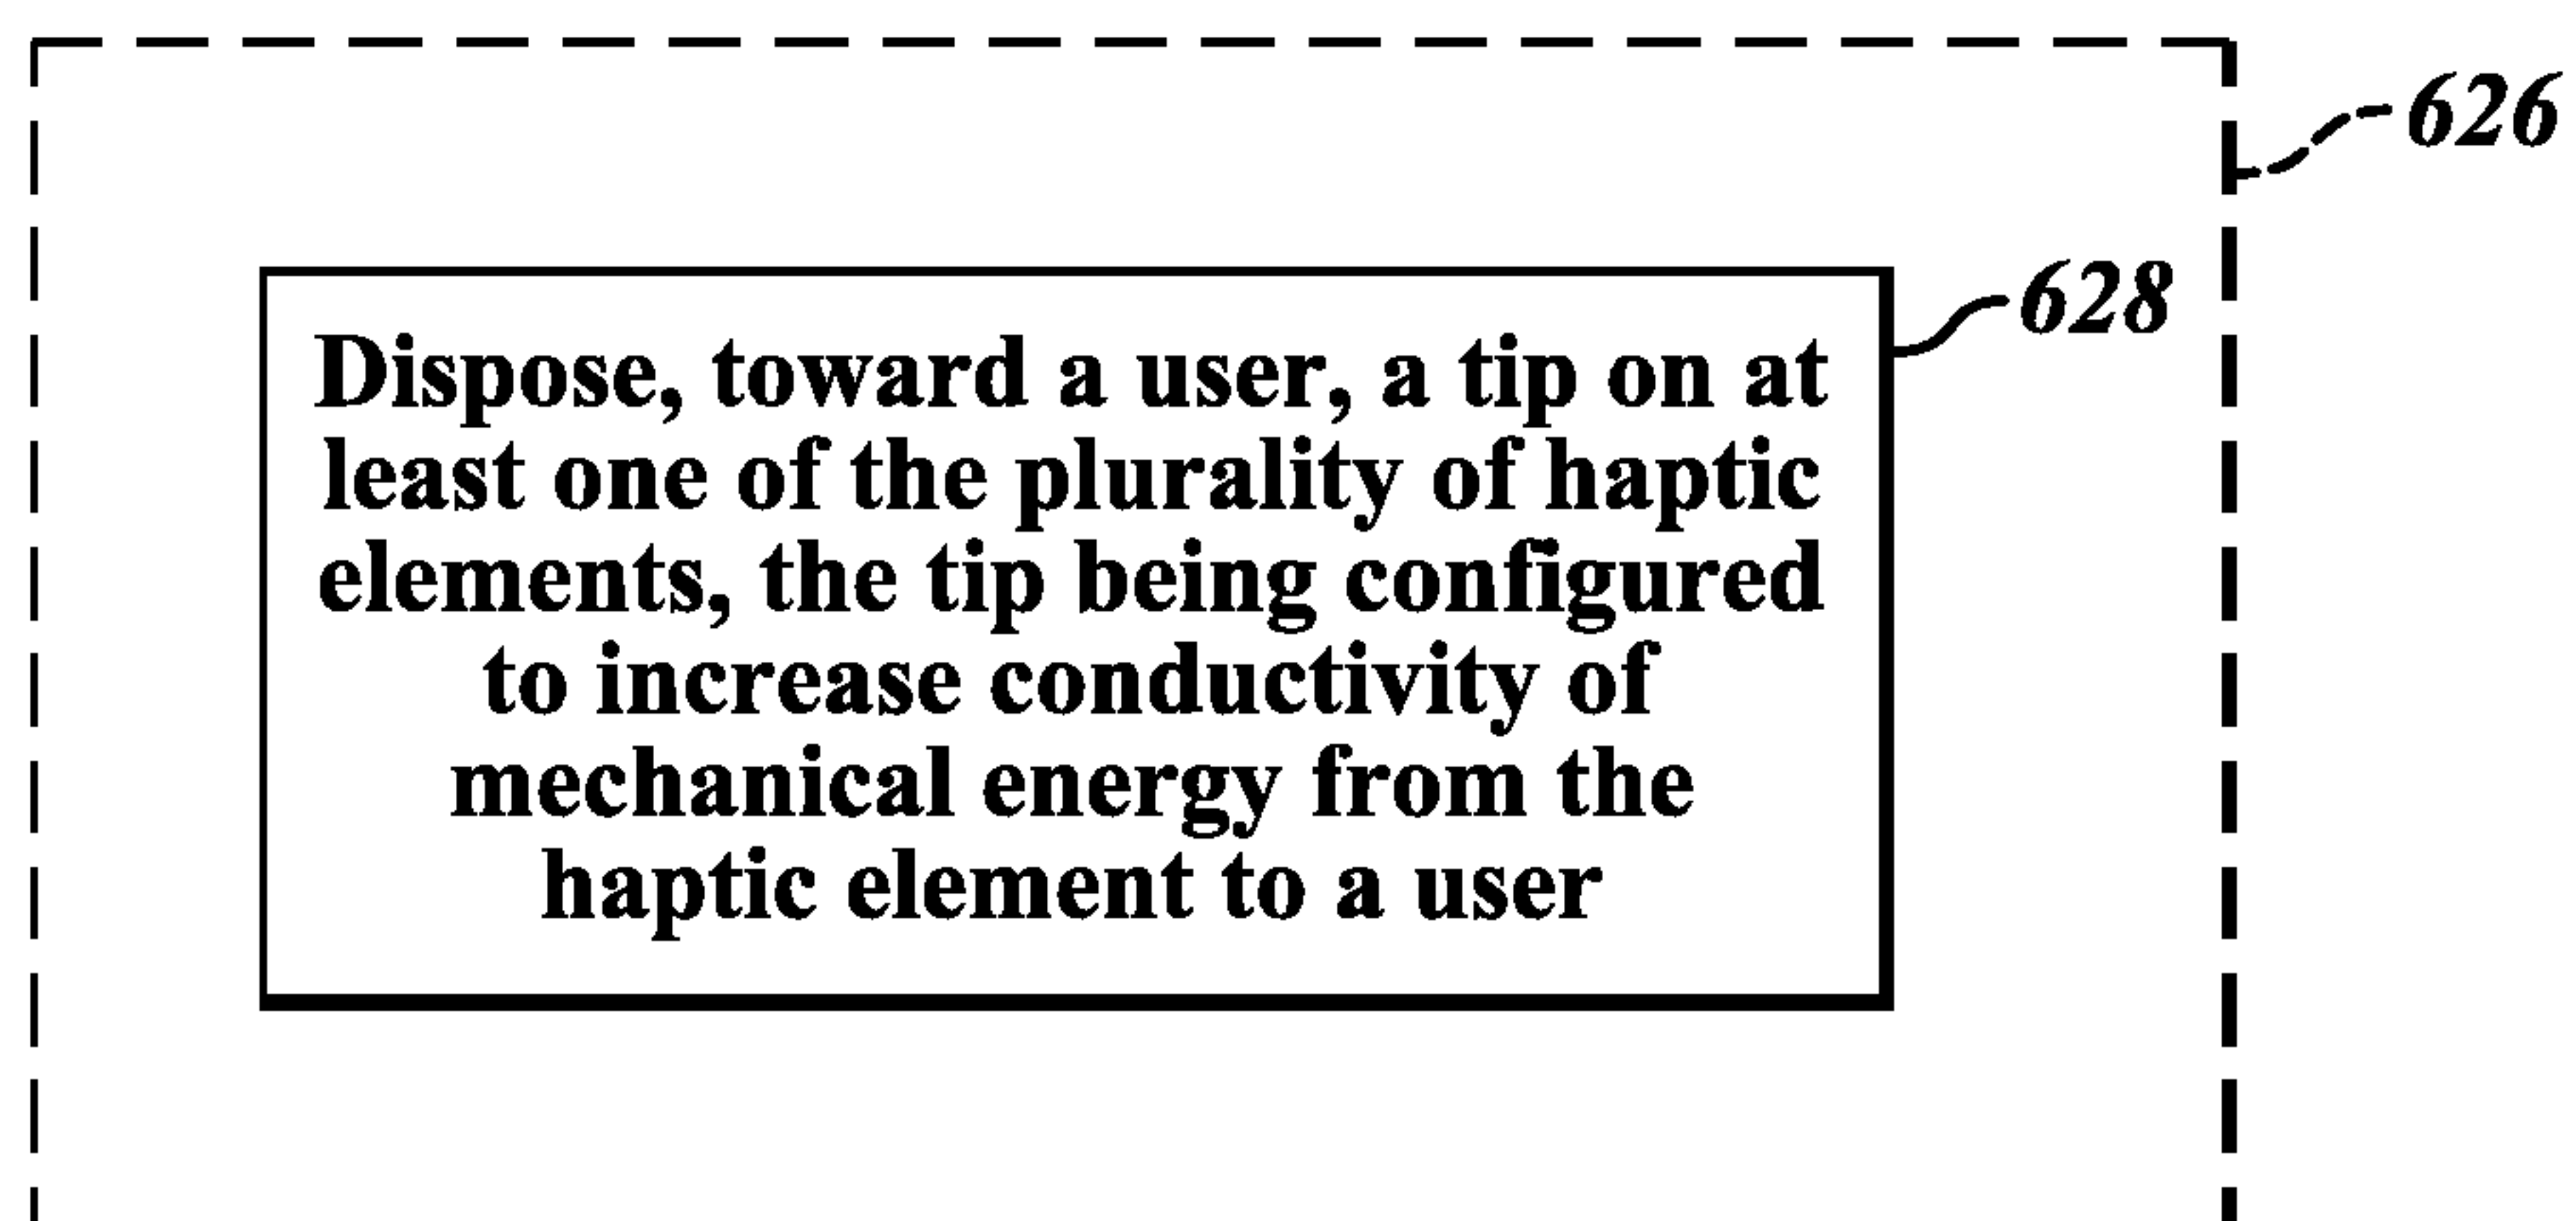 626
628
Dispose, toward a user, a tip on at
least one of the plurality of haptic
elements, the tip being configured
to increase conductivity of
mechanical energy from the
haptic element to a user